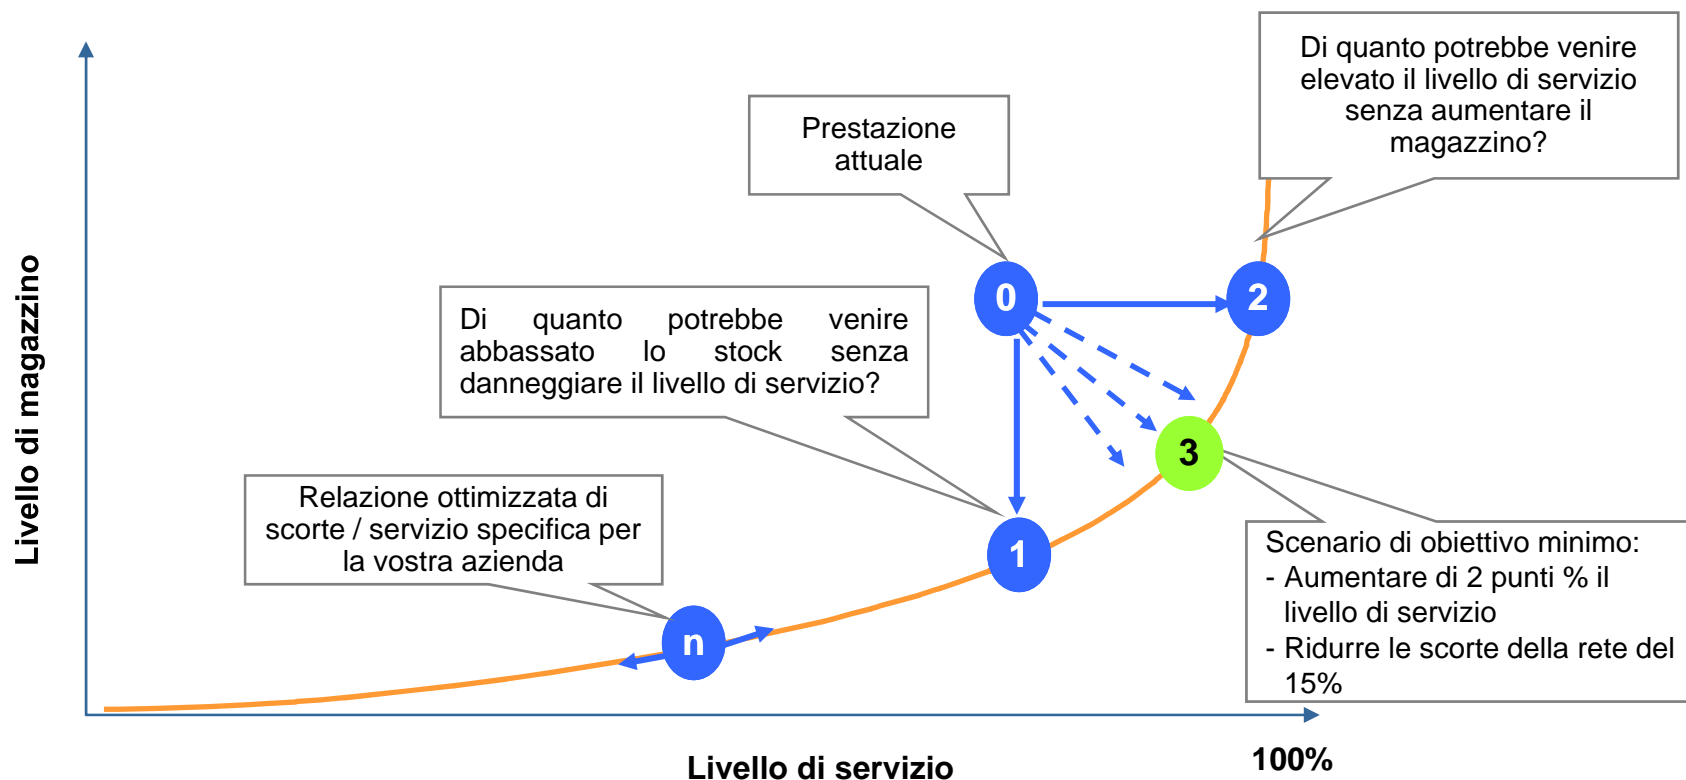 Di quanto potrebbe venire
elevato il livello di servizio
senza aumentare il
magazzino?
Prestazione
attuale
0
2
Di quanto potrebbe venire
abbassato lo stock senza
danneggiare il livello di servizio?
3
Relazione ottimizzata di
scorte / servizio specifica per
la vostra azienda
1
n
Scenario di obiettivo minimo:
- Aumentare di 2 punti % il
livello di servizio
- Ridurre le scorte della rete del
15%
Livello di magazzino
Livello di servizio
100%